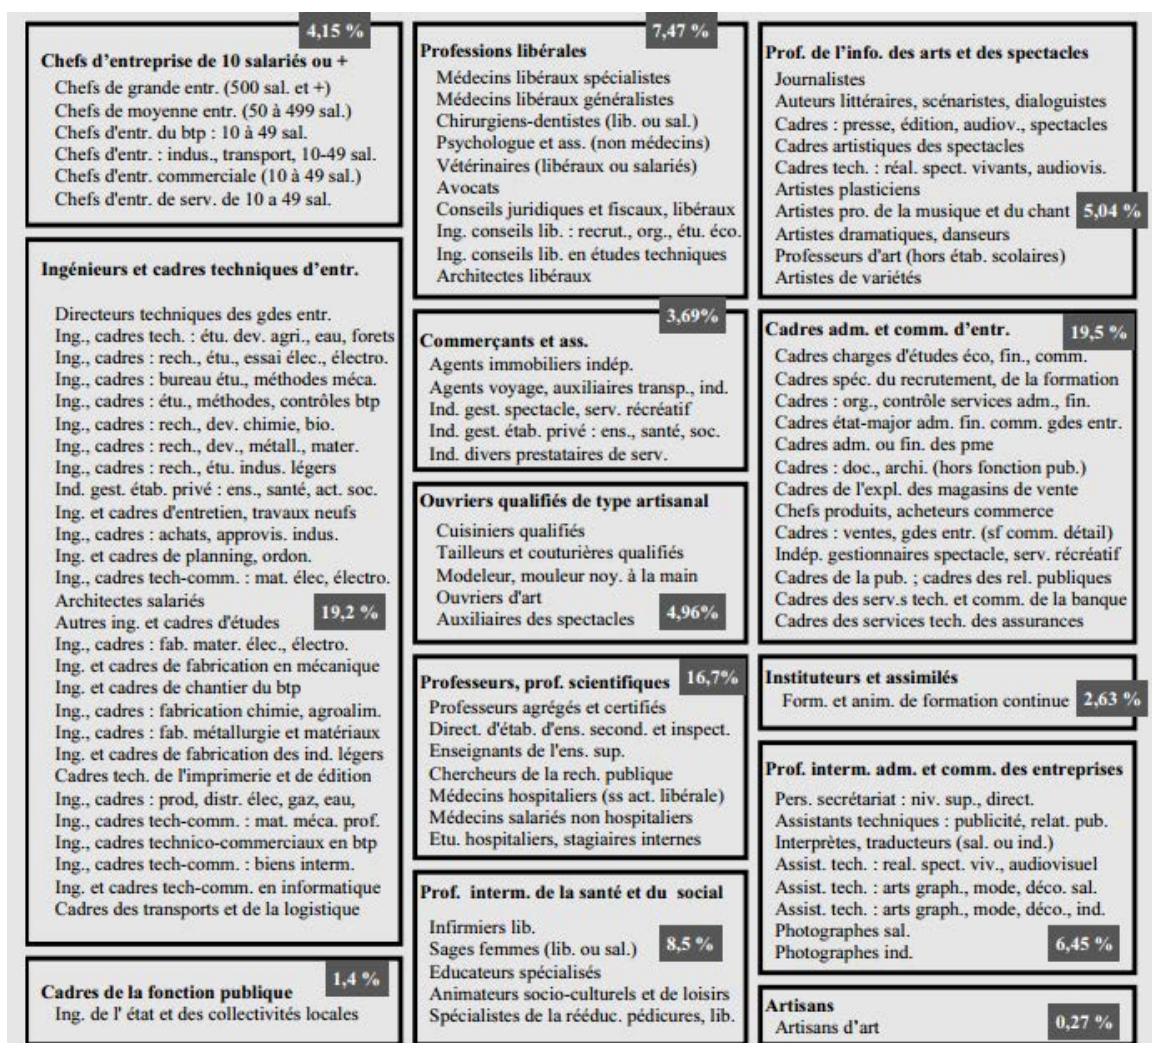 4,15 %
Chefs d'entreprise de 10 salariés ou +
Chefs de grande entr. (500 sal. et +)
Chefs de moyenne entr. (50 à 499 sal.)
Chefs d'entr. du btp : 10 à 49 sal.
Chefs d'entr. : indus., transport, 10-49 sal.
Chefs d'entr. commerciale (10 à 49 sal.)
Chefs d'entr. de serv. de 10 a 49 sal.
Ingénieurs et cadres techniques d'entr.
Directeurs techniques des gdes entr.
Ing., cadres tech. : étu. dev. agri., eau, forets
Ing., cadres : rech., étu., essai élec., électro.
Ing., cadres : bureau étu., méthodes méca.
Ing., cadres : étu., méthodes, contrôles btp
Ing., cadres : rech., dev. chimie, bio.
Ing., cadres : rech., dev., métall., mater.
Ing., cadres : rech., étu. indus. légers
Ind. gest. étab. privé : ens., santé, act. soc.
Ing. et cadres d'entretien, travaux neufs
Ing., cadres : achats, approvis. indus.
Ing. et cadres de planning, ordon.
Ing., cadres tech-comm. : mat. élec, électro.
Architectes salariés
Autres ing. et cadres d'études
19,2 %
Ing., cadres : fab. mater. élec., électro.
Ing. et cadres de fabrication en mécanique
Ing. et cadres de chantier du btp
Ing., cadres : fabrication chimie, agroalim.
Ing., cadres : fab. métallurgie et matériaux
Ing. et cadres de fabrication des ind. légers
Cadres tech. de l'imprimerie et de édition
Ing., cadres : prod, distr. élec, gaz, eau,
Ing., cadres tech-comm. : mat. méca. prof.
Ing., cadres technico-commerciaux en btp
Ing., cadres tech-comm. : biens interm.
Ing. et cadres tech-comm. en informatique
Cadres des transports et de la logistique
1,4 %
Cadres de la fonction publique
Ing. de l' état et des collectivités locales
7,47 %
Professions libérales
Médecins libéraux spécialistes
Médecins libéraux généralistes
Chirurgiens-dentistes (lib. ou sal.)
Psychologue et ass. (non médecins)
Vétérinaires (libéraux ou salariés)
Avocats
Conseils juridiques et fiscaux, libéraux
Ing. conseils lib. : recrut., org., étu. éco.
Ing. conseils lib. en études techniques
Architectes libéraux
3,69%
Commerçants et ass.
Agents immobiliers indép.
Agents voyage, auxiliaires transp., ind.
Ind. gest. spectacle, serv. récréatif
Ind. gest. étab. privé : ens., santé, soc.
Ind. divers prestataires de serv.
Ouvriers qualifiés de type artisanal
Cuisiniers qualifiés
Tailleurs et couturières qualifiés
Modeleur, mouleur noy. à la main
Ouvriers d'art
Auxiliaires des spectacles
4,96%
Professeurs, prof. scientifiques
16,7%
Professeurs agrégés et certifiés
Direct. d'étab. d'ens. second. et inspect.
Enseignants de l'ens. sup.
Chercheurs de la rech. publique
Médecins hospitaliers (ss act. libérale)
Médecins salariés non hospitaliers
Etu. hospitaliers, stagiaires internes
Prof. interm. de la santé et du social
Infirmiers lib.
Sages femmes (lib. ou sal.)
8,5 %
Educateurs spécialisés
Animateurs socio-culturels et de loisirs
Spécialistes de la rééduc. pédicures, lib.
Prof. de l'info. des arts et des spectacles
Journalistes
Auteurs littéraires, scénaristes, dialoguistes
Cadres : presse, édition, audiov., spectacles
Cadres artistiques des spectacles
Cadres tech. : réal. spect. vivants, audiovis.
Artistes plasticiens
Artistes pro. de la musique et du chant
5,04 %
Artistes dramatiques, danseurs
Professeurs d'art (hors étab. scolaires)
Artistes de variétés
Cadres adm. et comm. d'entr.
19,5 %
Cadres charges d'études éco, fin., comm.
Cadres spéc. du recrutement, de la formation
Cadres : org., contrôle services adm., fin.
Cadres état-major adm. fin. comm. gdes entr.
Cadres adm. ou fin. des pme
Cadres : doc., archi. (hors fonction pub.)
Cadres de l'expl. des magasins de vente
Chefs produits, acheteurs commerce
Cadres : ventes, gdes entr. (sf comm. détail)
Indép. gestionnaires spectacle, serv. récréatif
Cadres de la pub. ; cadres des rel. publiques
Cadres des serv.s tech. et comm. de la banque
Cadres des services tech. des assurances
Instituteurs et assimilés
Form. et anim. de formation continue
2,63 %
Prof. interm. adm. et comm. des entreprises
Pers. secrétariat : niv. sup., direct.
Assistants techniques : publicité, relat. pub.
Interprètes, traducteurs (sal. ou ind.)
Assist. tech. : real. spect. viv., audiovisuel
Assist. tech. : arts graph., mode, déco. sal.
Assist. tech. : arts graph., mode, déco., ind.
Photographes sal.
Photographes ind.
6,45 %
Artisans
Artisans d'art
0,27 %